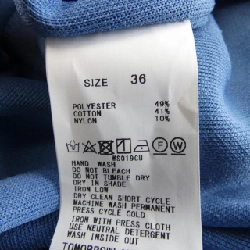 SIZE 36
POLYESTER 49%
COTTON 41%
NYLON 10%
HAND WASH
DO NOT BLEACH
DO NOT TUMBLE DRY
DRY IN SHADE
IRON LOW
DRY CLEAN SHORT CYCLE
MACHINE WASH PERMANENT
PRESS CYCLE COLD
IRON WITH PRESS CLOTH
USE NEUTRAL DETERGENT
WASH INSIDE OUT